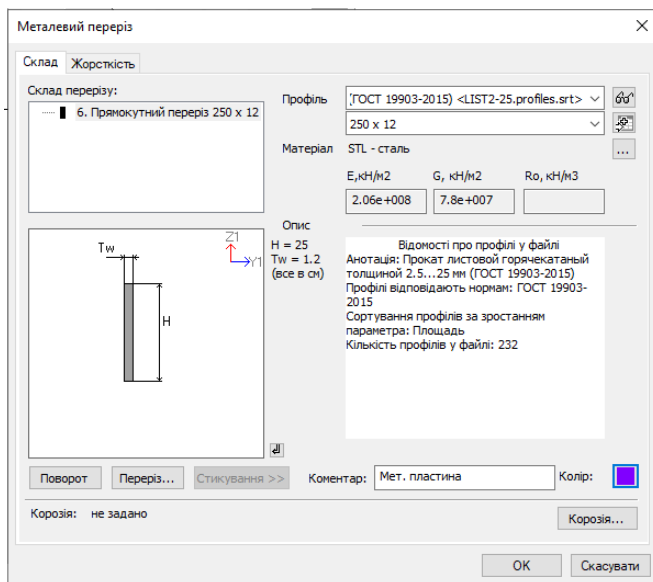 Металевий переріз
Склад
Жорсткість
Склад перерізу:
6. Прямокутний переріз 250 x 12
Профіль
(ГОСТ 19903-2015) <LIST2-25.profiles.srt>
250 x 12
Матеріал
STL - сталь
...
E,кН/м2
G, кН/м2
Ro, кН/м3
2.06e+008
7.8e+007
Опис
Tw
H
Z1
Y1
H = 25
Tw = 1.2
(все в см)
Відомості про профілі у файлі
Анотація: Прокат листовой горячекатаный
толщиной 2.5...25 мм (ГОСТ 19903-2015)
Профілі відповідають нормам: ГОСТ 19903-
2015
Сортування профілів за зростанням
параметра: Площадь
Кількість профілів у файлі: 232
Поворот
Переріз...
Стикування >>
Коментар:
Мет. пластина
Колір:
Корозія: не задано
Корозія...
OK
Скасувати